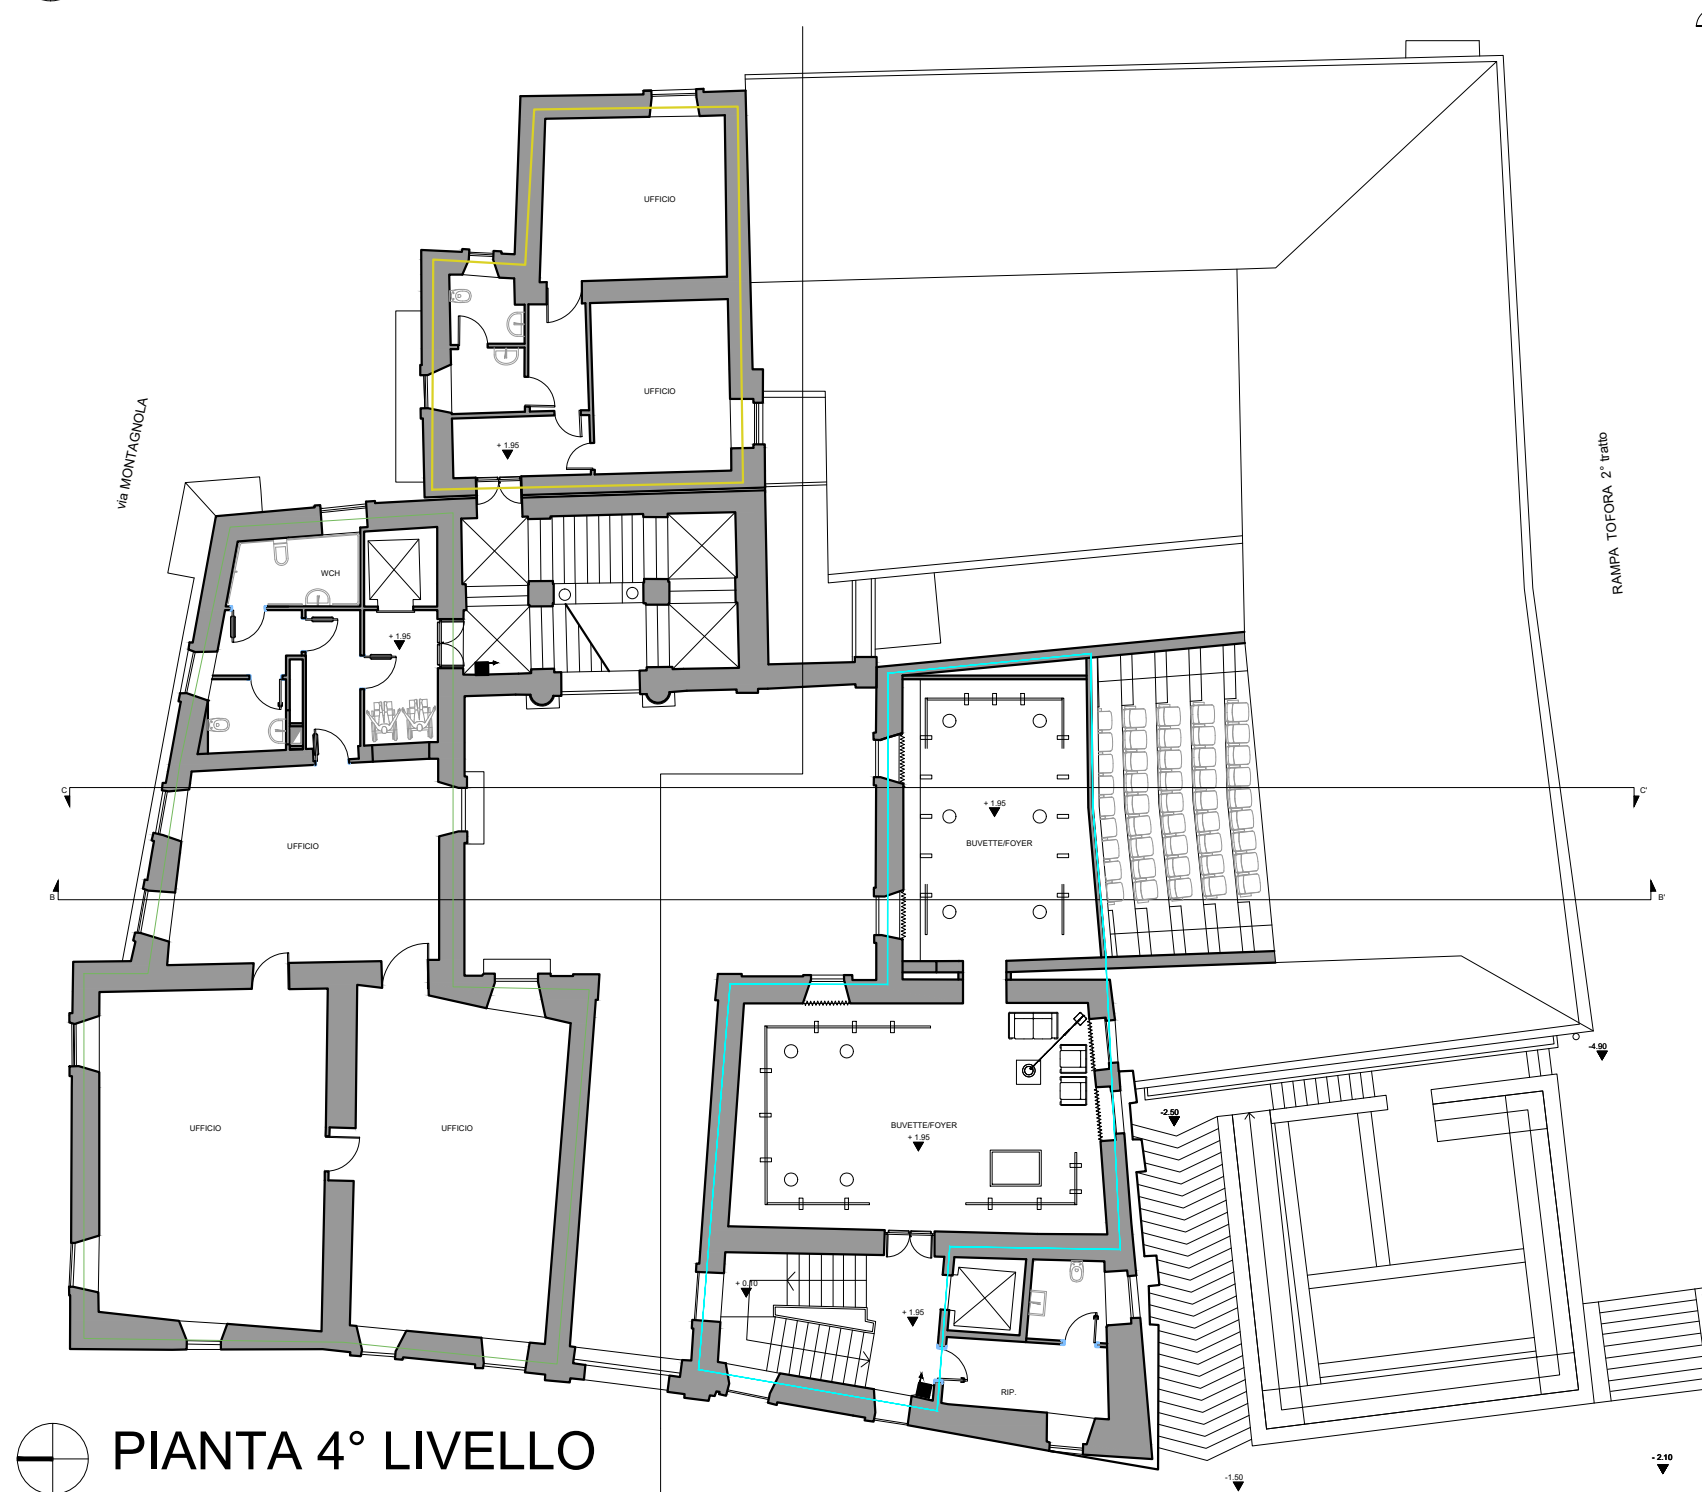 UFFICIO
UFFICIO
+ 1.95
via MONTAGNOLA
RAMPA TOFORA 2° tratto
WCH
+ 1.95
C
C'
+ 1.95
BUVETTE/FOYER
UFFICIO
B
B'
-4.90
-2.50
UFFICIO
UFFICIO
BUVETTE/FOYER
+ 1.95
+ 0.10
+ 1.95
RIP.
PIANTA 4° LIVELLO
- 2.10
-1.50